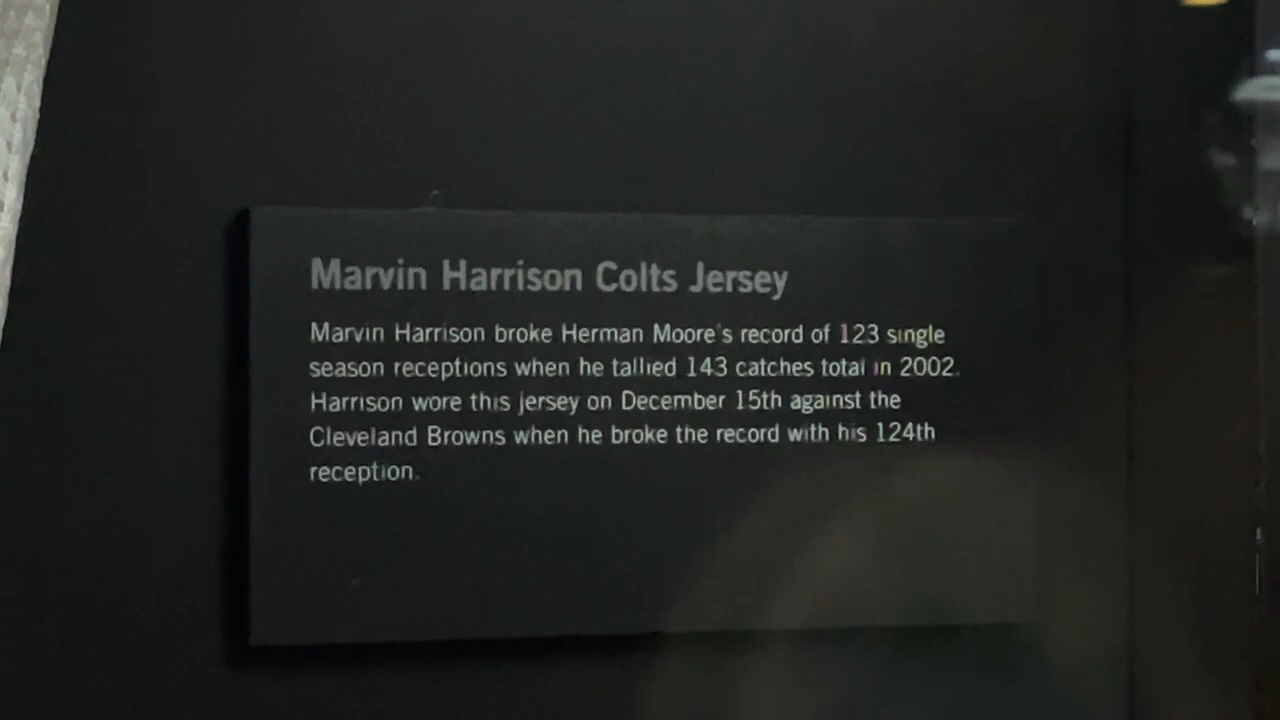 Marvin Harrison Colts Jersey
Marvin Harrison broke Herman Moore's record of 123 single
season receptions when he tallied 143 catches total in 2002.
Harrison wore this jersey on December 15th against the
Cleveland Browns when he broke the record with his 124th
reception.